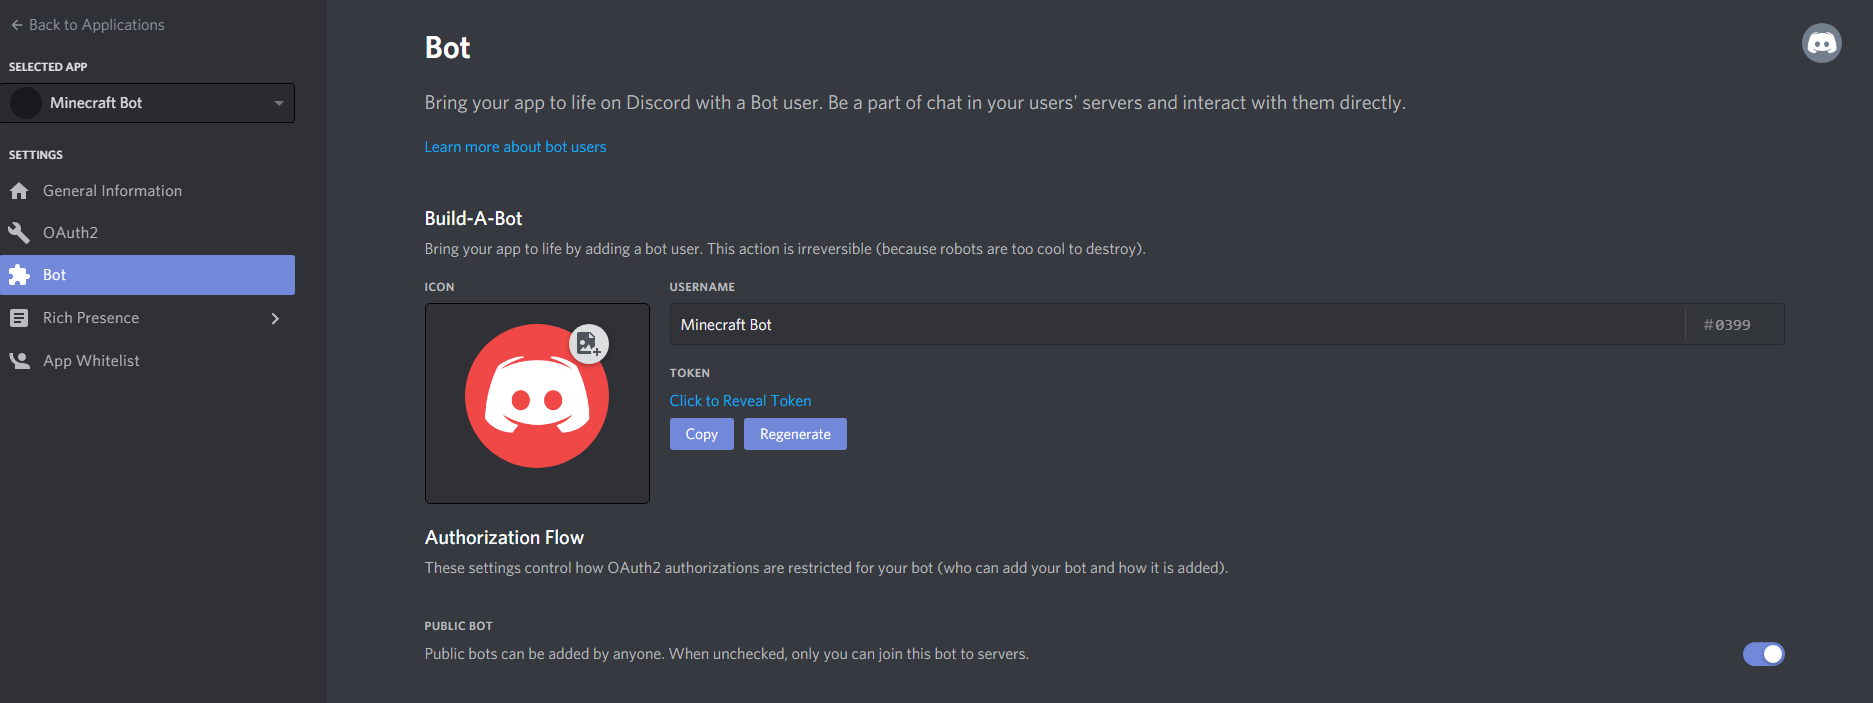 Back to Applications
SELECTED APP
Minecraft Bot
SETTINGS
General Information
OAuth2
Bot
Rich Presence
App Whitelist
Bot
Bring your app to life on Discord with a Bot user. Be a part of chat in your users' servers and interact with them directly.
Learn more about bot users
Build-A-Bot
Bring your app to life by adding a bot user. This action is irreversible (because robots are too cool to destroy).
ICON
USERNAME
Minecraft Bot #0399
TOKEN
Click to Reveal Token
Copy Regenerate
Authorization Flow
These settings control how OAuth2 authorizations are restricted for your bot (who can add your bot and how it is added).
PUBLIC BOT
Public bots can be added by anyone. When unchecked, only you can join this bot to servers.